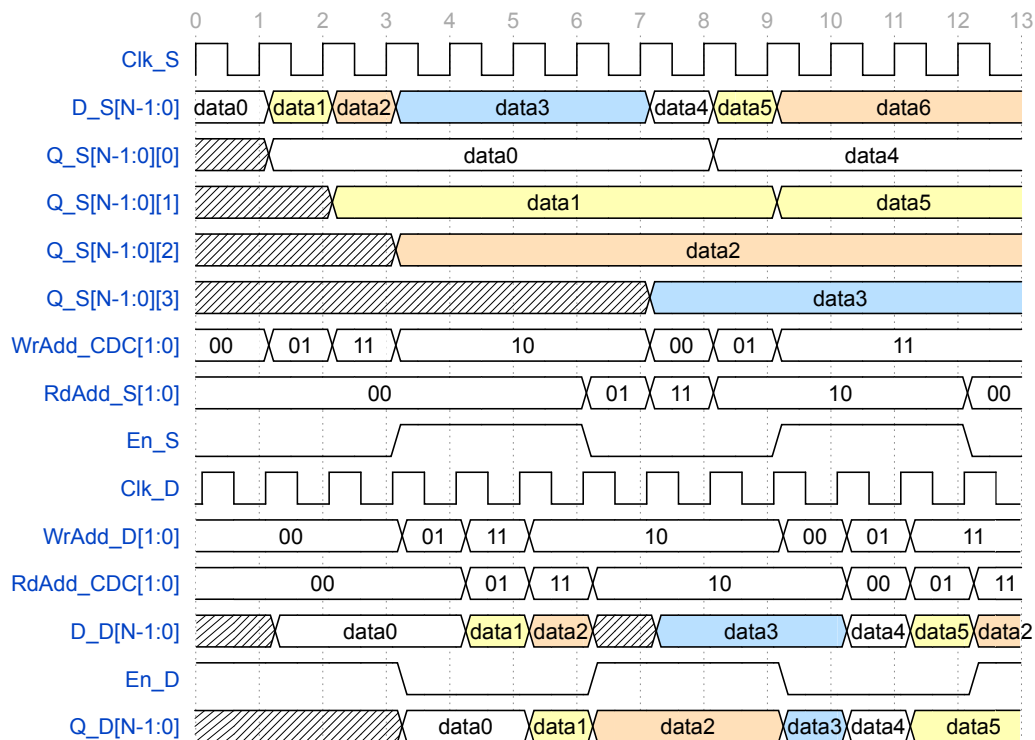 0 1 2 3 4 5 6 7 8 9 10 11 12 13
Clk_S
D_S[N-1:0] data0 data1 data2 data3 data4 data5 data6
Q_S[N-1:0][0] data0 data4
Q_S[N-1:0][1] data1 data5
Q_S[N-1:0][2] data2
Q_S[N-1:0][3] data3
WrAdd_CDC[1:0] 00 01 11 10 00 01 11
RdAdd_S[1:0] 00 01 11 10 00
En_S
Clk_D
WrAdd_D[1:0] 00 01 11 10 00 01 11
RdAdd_CDC[1:0] 00 01 11 10 00 01 11
D_D[N-1:0] data0 data1 data2 data3 data4 data5 data2
En_D
Q_D[N-1:0] data0 data1 data2 data3 data4 data5